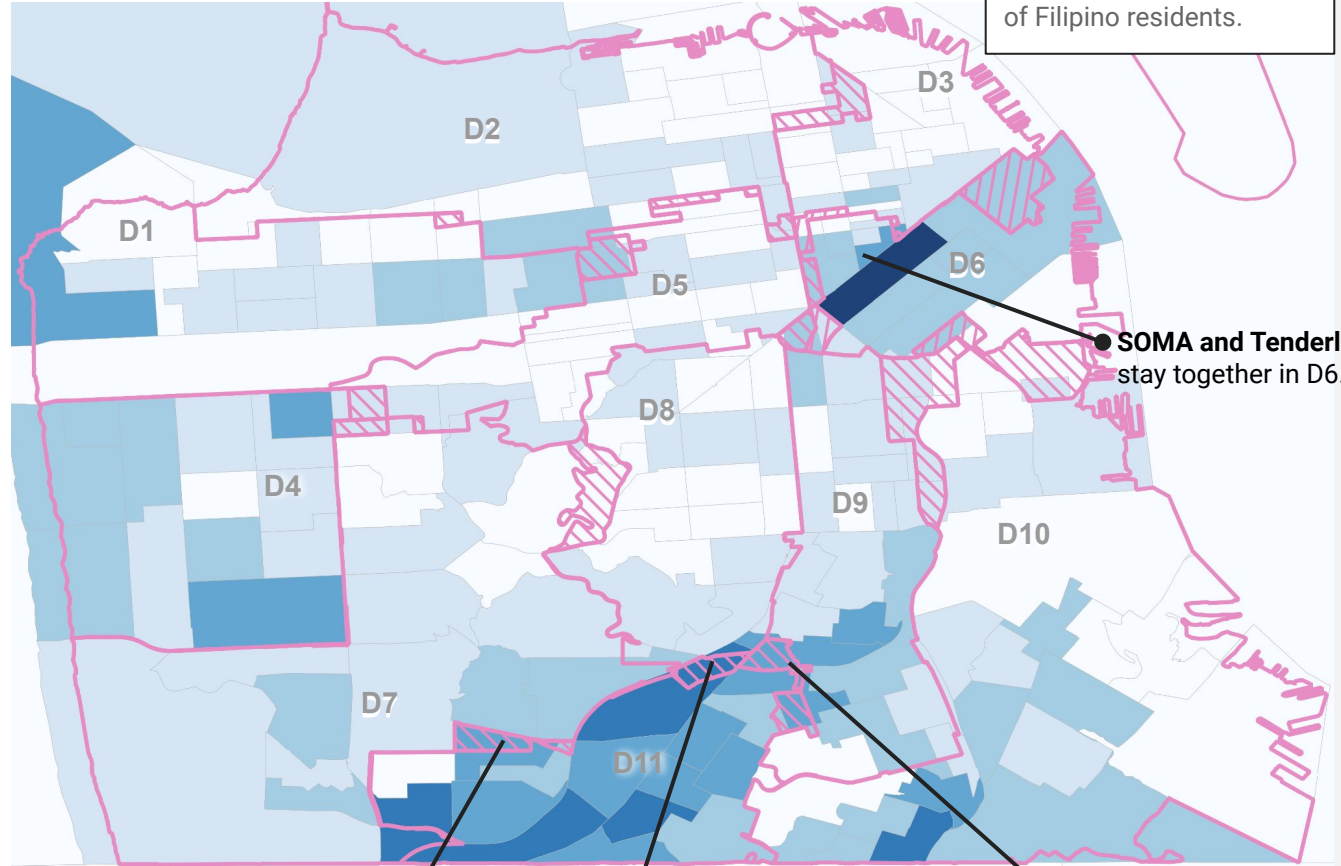 of Filipino residents.
D3
D2
D1
D6
D5
SOMA and Tenderl
stay together in D6.
D8
D4
D9
D10
D7
D11